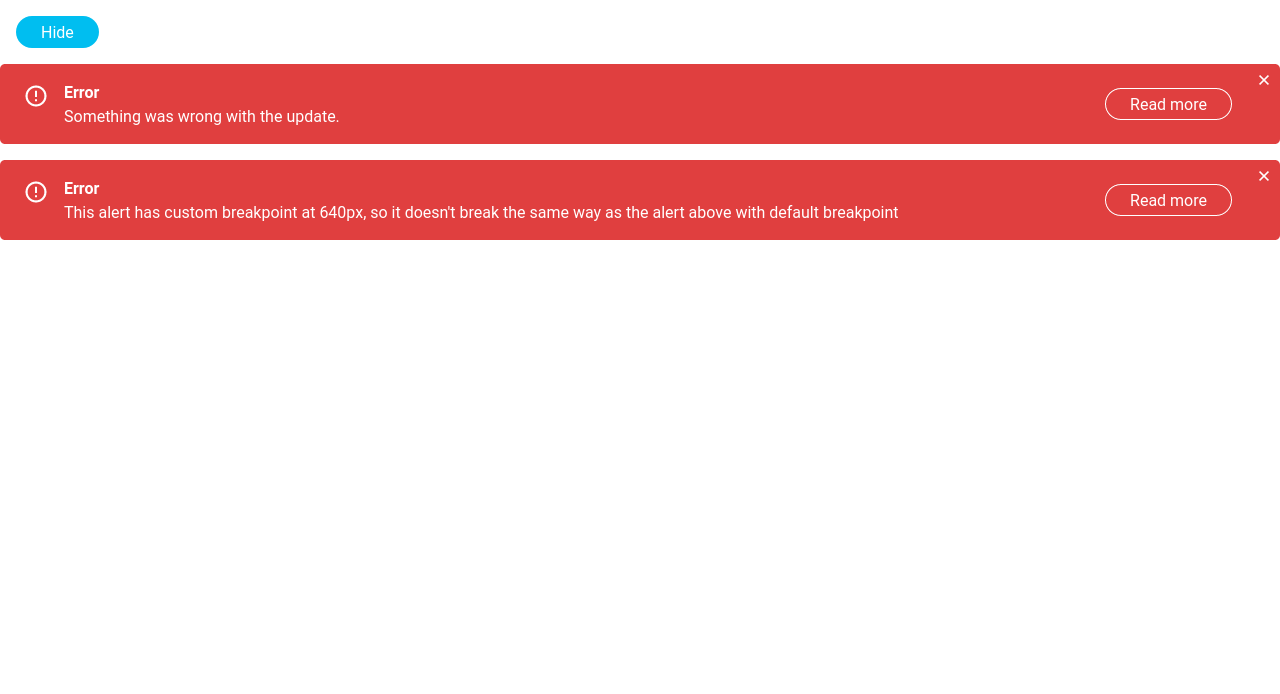 Hide
Error
Something was wrong with the update.
Read more
Error
This alert has custom breakpoint at 640px, so it doesn't break the same way as the alert above with default breakpoint
Read more